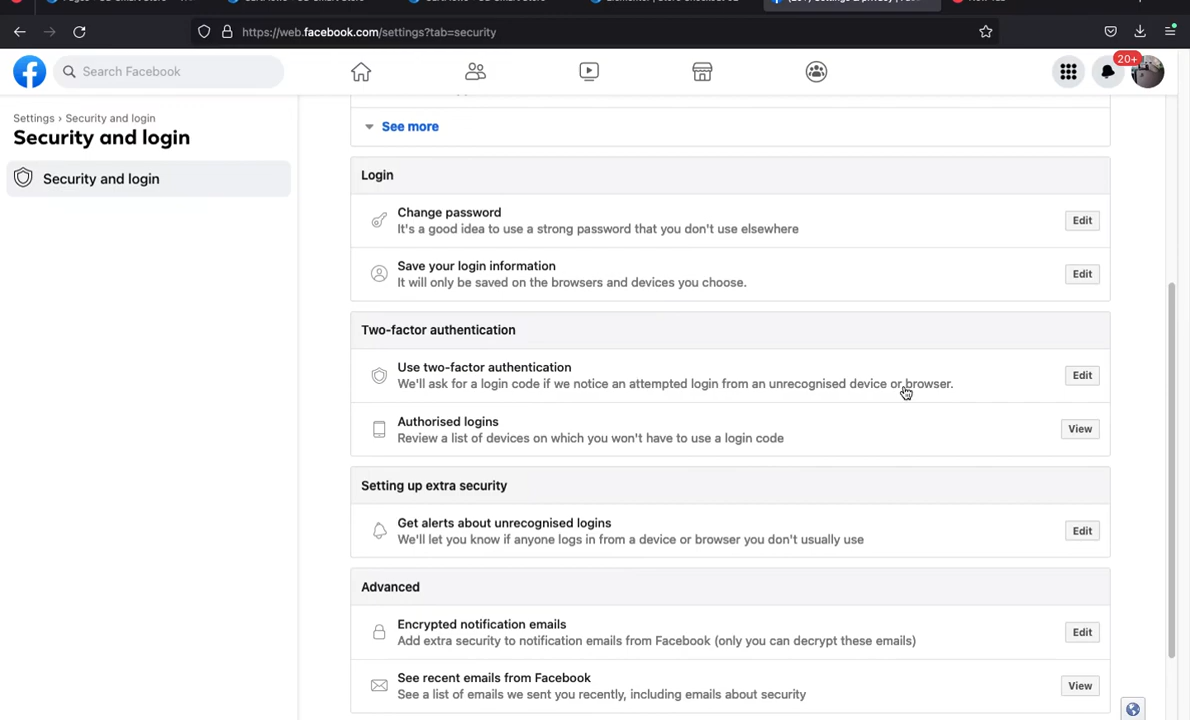 https://web.facebook.com/settings?tab=security
Search Facebook
20+
Settings › Security and login
Security and login
Security and login
See more
Login
Change password
Edit
It's a good idea to use a strong password that you don't use elsewhere
Save your login information
Edit
It will only be saved on the browsers and devices you choose.
Two-factor authentication
Use two-factor authentication
Edit
We'll ask for a login code if we notice an attempted login from an unrecognised device or browser.
Authorised logins
View
Review a list of devices on which you won't have to use a login code
Setting up extra security
Get alerts about unrecognised logins
Edit
We'll let you know if anyone logs in from a device or browser you don't usually use
Advanced
Encrypted notification emails
Edit
Add extra security to notification emails from Facebook (only you can decrypt these emails)
See recent emails from Facebook
View
See a list of emails we sent you recently, including emails about security